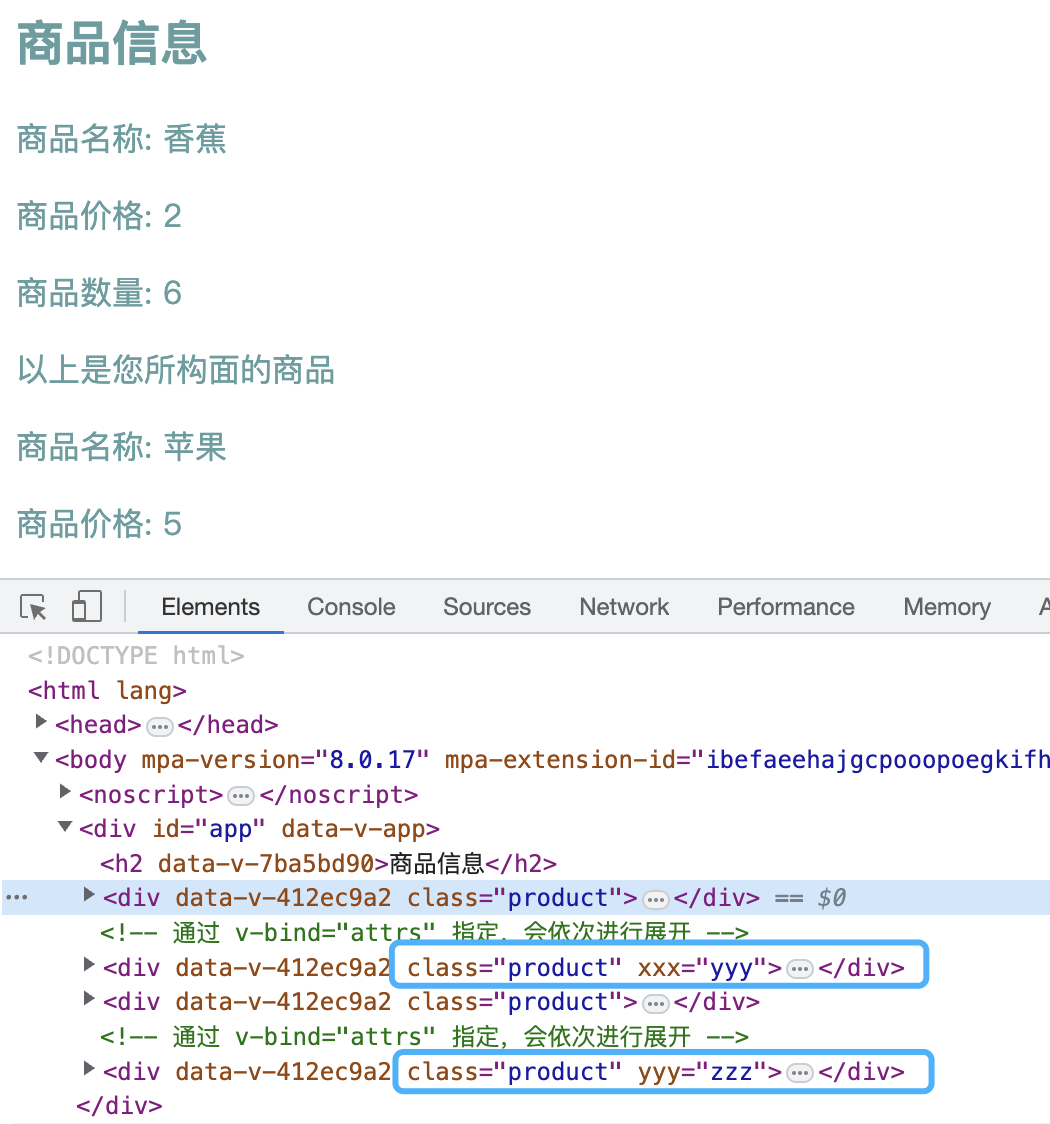 商品信息
商品名称: 香蕉
商品价格: 2
商品数量: 6
以上是您所构面的商品
商品名称: 苹果
商品价格: 5
Elements Console Sources Network Performance Memory A
<!DOCTYPE html>
<html lang>
<head>…</head>
<body mpa-version="8.0.17" mpa-extension-id="ibefaeehajgcpooopoegkifh
<noscript>…</noscript>
<div id="app" data-v-app>
<h2 data-v-7ba5bd90>商品信息</h2>
<div data-v-412ec9a2 class="product">…</div> == $0
<!-- 通过 v-bind="attrs" 指定，会依次进行展开 -->
<div data-v-412ec9a2 class="product" xxx="yyy">…</div>
<div data-v-412ec9a2 class="product">…</div>
<!-- 通过 v-bind="attrs" 指定，会依次进行展开 -->
<div data-v-412ec9a2 class="product" yyy="zzz">…</div>
</div>